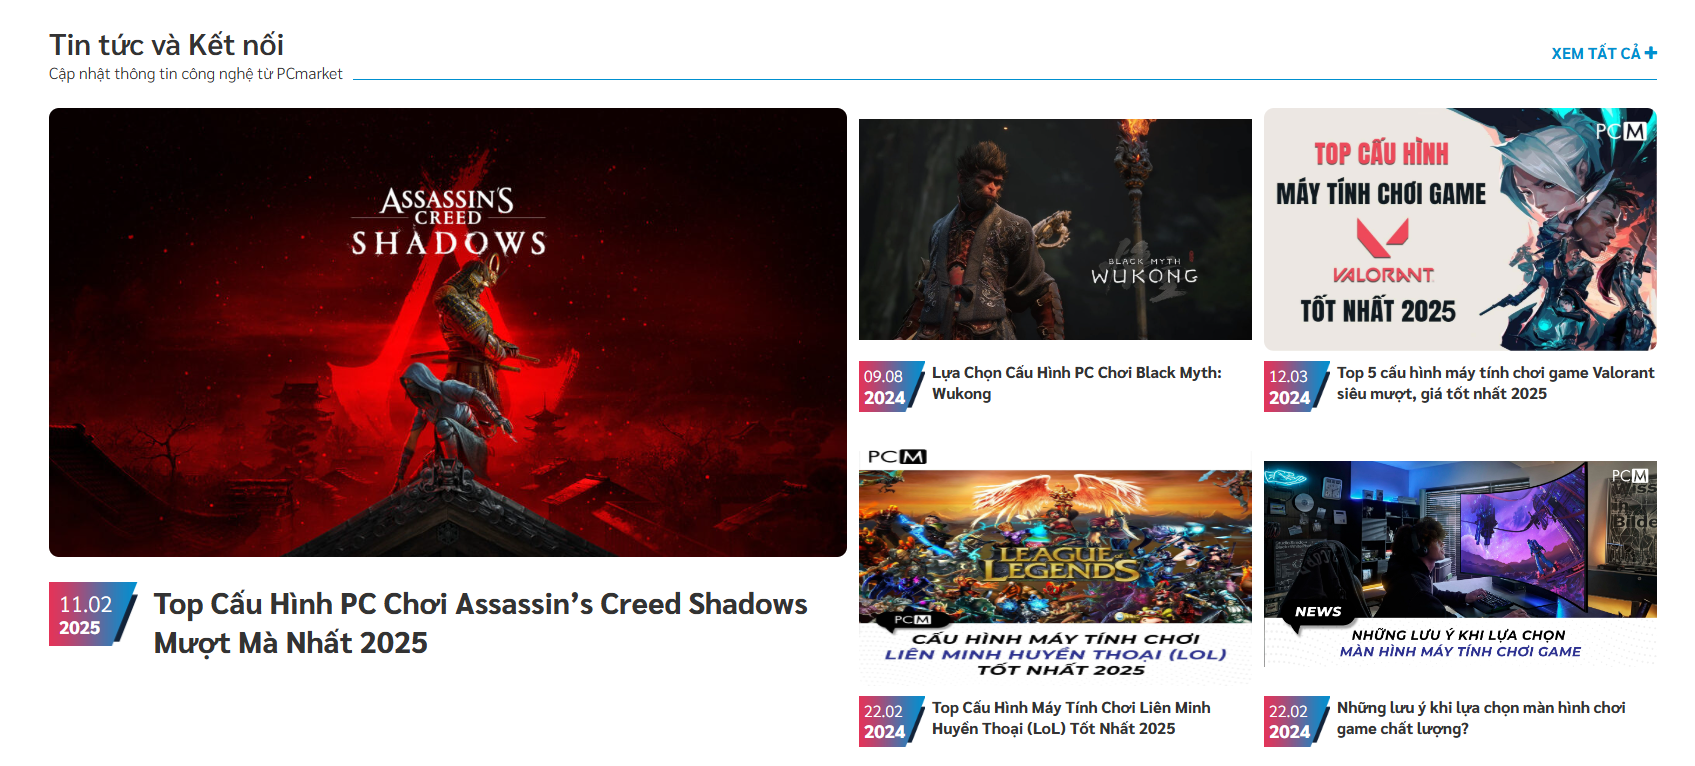 Tin tức và Kết nối
Cập nhật thông tin công nghệ từ PCmarket
XEM TẤT CẢ
ASSASSIN'S
CREED
SHADOWS
11.02
2025
Top Cấu Hình PC Chơi Assassin’s Creed Shadows
Mượt Mà Nhất 2025
BLACK MYTH
WUKONG
09.08
2024
Lựa Chọn Cấu Hình PC Chơi Black Myth:
Wukong
PCM
TOP CẤU HÌNH
MÁY TÍNH CHƠI GAME
VALORANT
TỐT NHẤT 2025
12.03
2024
Top 5 cấu hình máy tính chơi game Valorant
siêu mượt, giá tốt nhất 2025
PCM
LEAGUE OF
LEGENDS
PCM
CẤU HÌNH MÁY TÍNH CHƠI
LIÊN MINH HUYỀN THOẠI (LOL)
TỐT NHẤT 2025
22.02
2024
Top Cấu Hình Máy Tính Chơi Liên Minh
Huyền Thoại (LoL) Tốt Nhất 2025
PCM
NEWS
NHỮNG LƯU Ý KHI LỰA CHỌN
MÀN HÌNH MÁY TÍNH CHƠI GAME
22.02
2024
Những lưu ý khi lựa chọn màn hình chơi
game chất lượng?